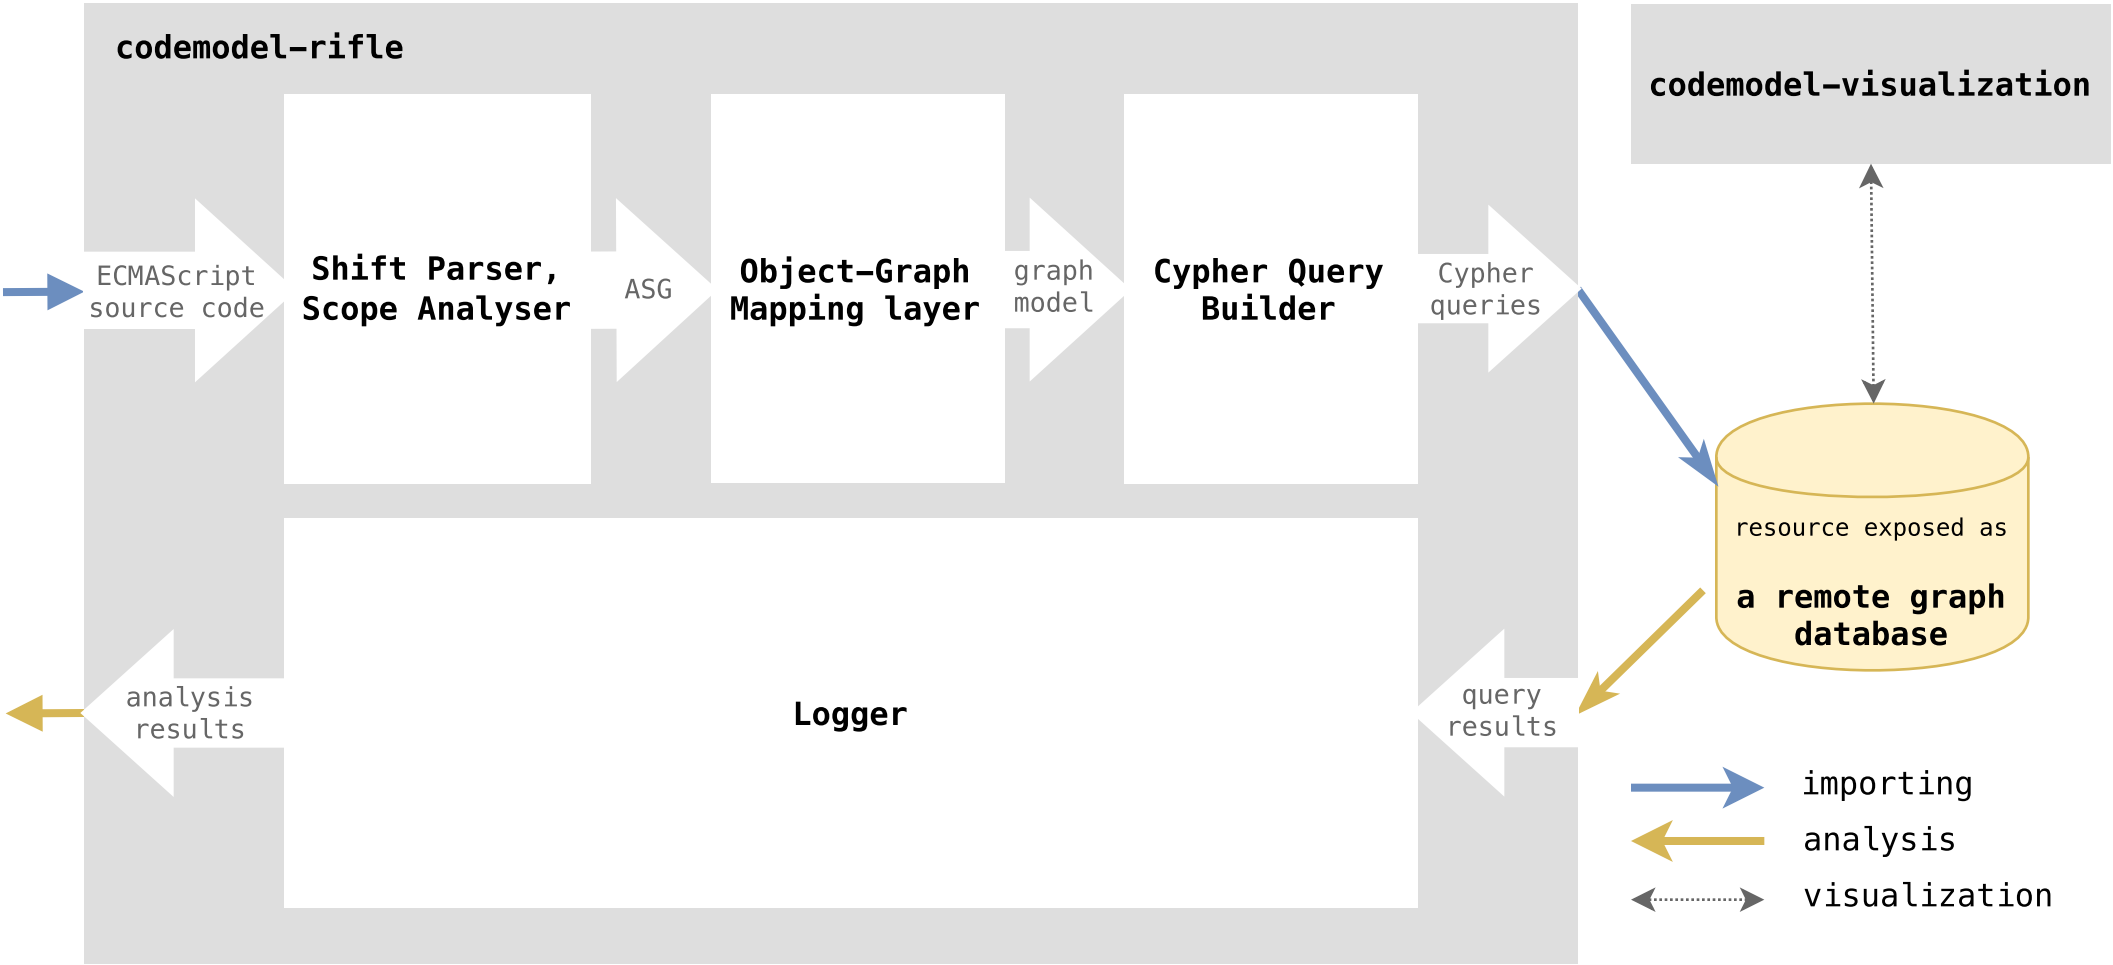 codemodel-rifle
codemodel-visualization
ECMAScript
source code
Shift Parser,
Scope Analyser
ASG
Object-Graph
Mapping layer
graph
model
Cypher Query
Builder
Cypher
queries
resource exposed as
a remote graph
database
analysis
results
Logger
query
results
importing
analysis
visualization